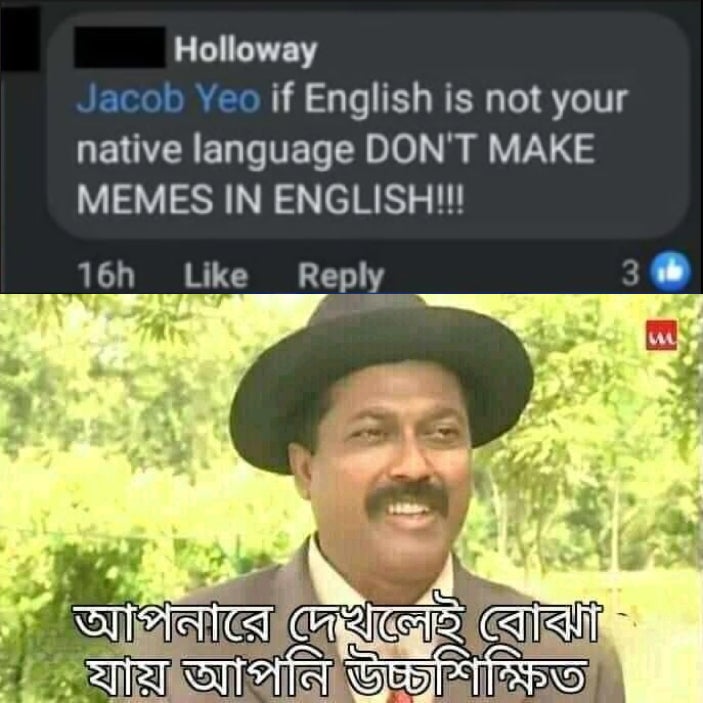 Holloway
Jacob Yeo if English is not your
native language DON'T MAKE
MEMES IN ENGLISH!!!
16h Like Reply 3
আপনারে দেখলেই বোঝা
যায় আপনি উচ্চশিক্ষিত